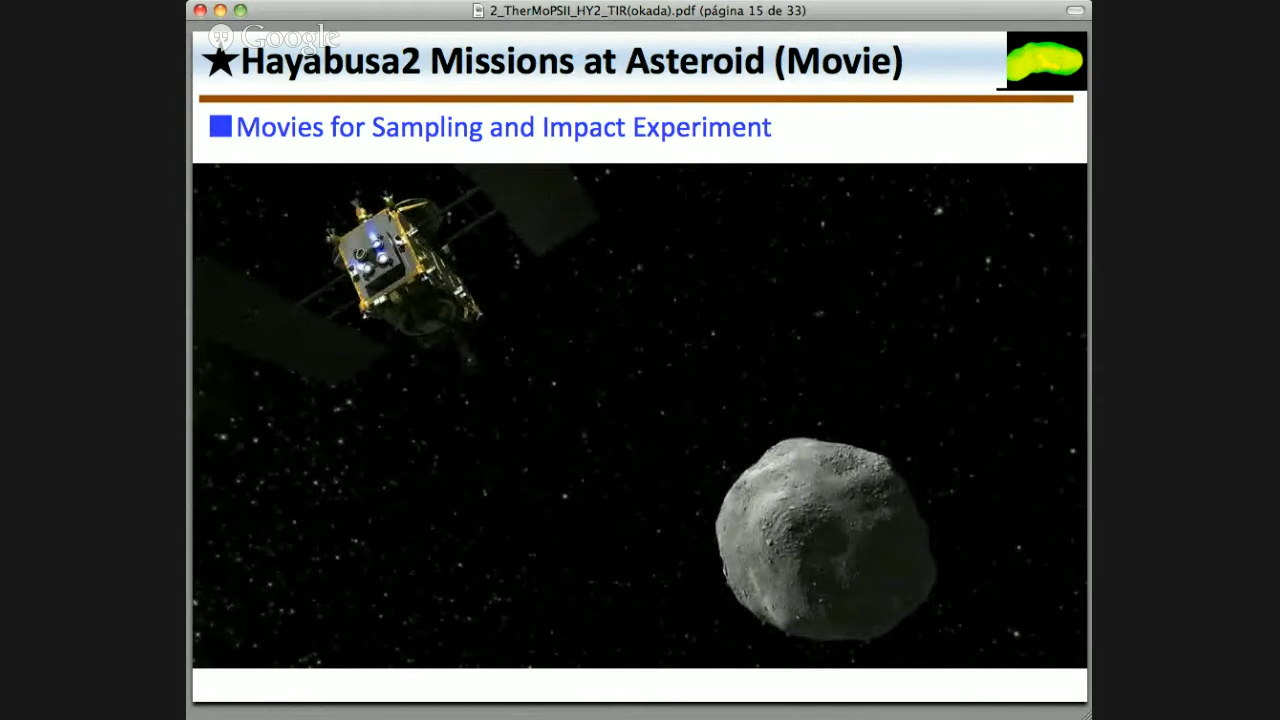 2_TherMoPSII_HY2_TIR(okada).pdf (página 15 de 33)
Google
★Hayabusa2 Missions at Asteroid (Movie)
■Movies for Sampling and Impact Experiment